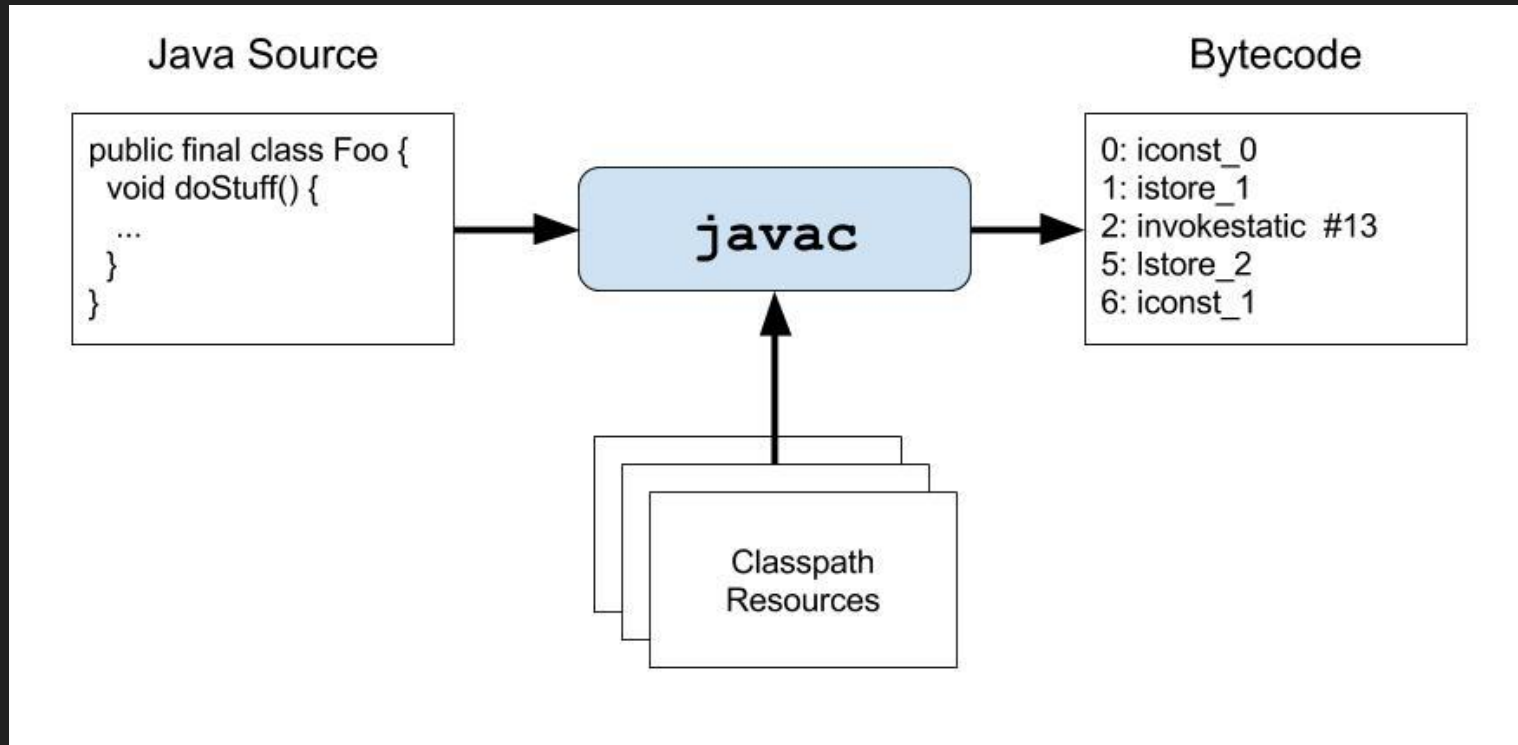 Java Source
public final class Foo {
void doStuff() {
...
}
}
javac
Bytecode
0: iconst_0
1: istore_1
2: invokestatic #13
5: lstore_2
6: iconst_1
Classpath
Resources